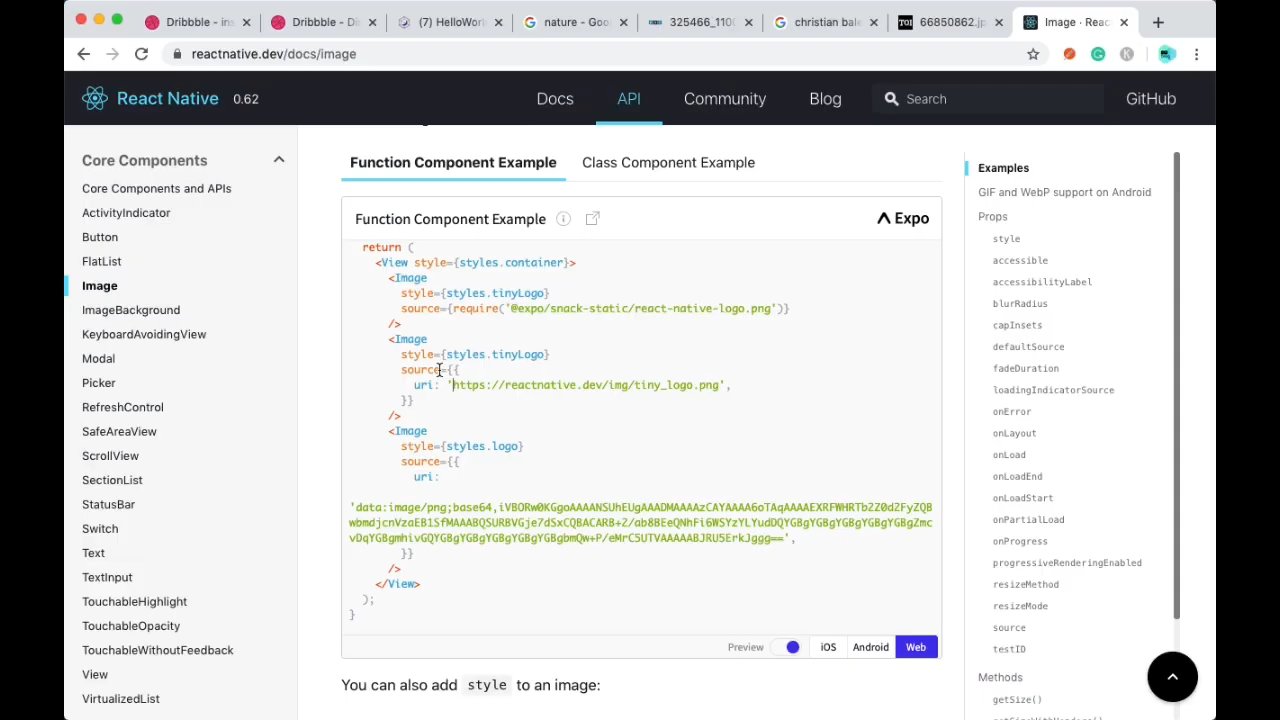 Dribbble - ins
Dribbble - Di
(7) HelloWorl
nature - Goo
325466_1100
christian bale
TOI
66850862.jp
Image · Reac
reactnative.dev/docs/image
K
React Native
0.62
Docs
API
Community
Blog
Search
GitHub
Core Components
Core Components and APIs
ActivityIndicator
Button
FlatList
Image
ImageBackground
KeyboardAvoidingView
Modal
Picker
RefreshControl
SafeAreaView
ScrollView
SectionList
StatusBar
Switch
Text
TextInput
TouchableHighlight
TouchableOpacity
TouchableWithoutFeedback
View
VirtualizedList
Function Component Example
Class Component Example
Function Component Example
Expo
return (
<View style={styles.container}>
<Image
style={styles.tinyLogo}
source={require('@expo/snack-static/react-native-logo.png')}
/>
<Image
style={styles.tinyLogo}
source={{
uri: 'https://reactnative.dev/img/tiny_logo.png',
}}
/>
<Image
style={styles.logo}
source={{
uri:
}}
/>
</View>
);
}
Preview
iOS
Android
Web
You can also add style to an image:
Examples
GIF and WebP support on Android
Props
style
accessible
accessibilityLabel
blurRadius
capInsets
defaultSource
fadeDuration
loadingIndicatorSource
onError
onLayout
onLoad
onLoadEnd
onLoadStart
onPartialLoad
onProgress
progressiveRenderingEnabled
resizeMethod
resizeMode
source
testID
Methods
getSize()